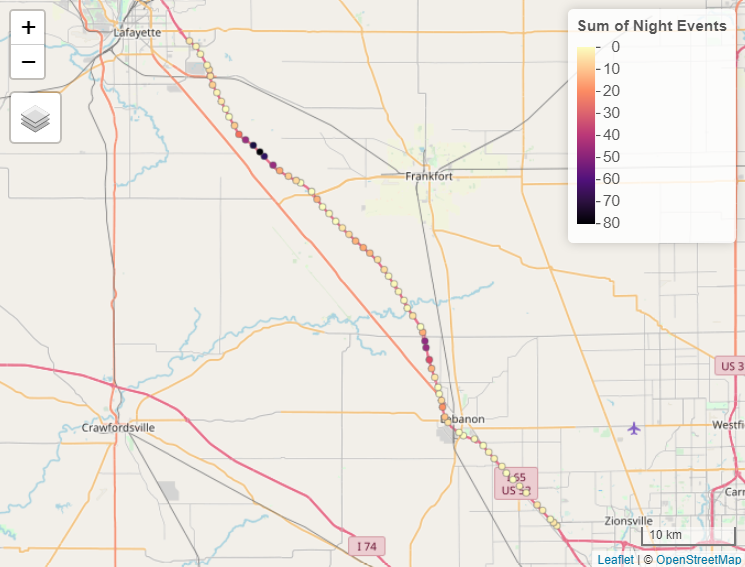 +
−
Lafayette
Sum of Night Events
0
10
20
30
40
50
60
70
80
Frankfort
US 3
Crawfordsville
banon
Westfi
I 65
US 52
Carr
Zionsville
10 km
I 74
Leaflet | © OpenStreetMap